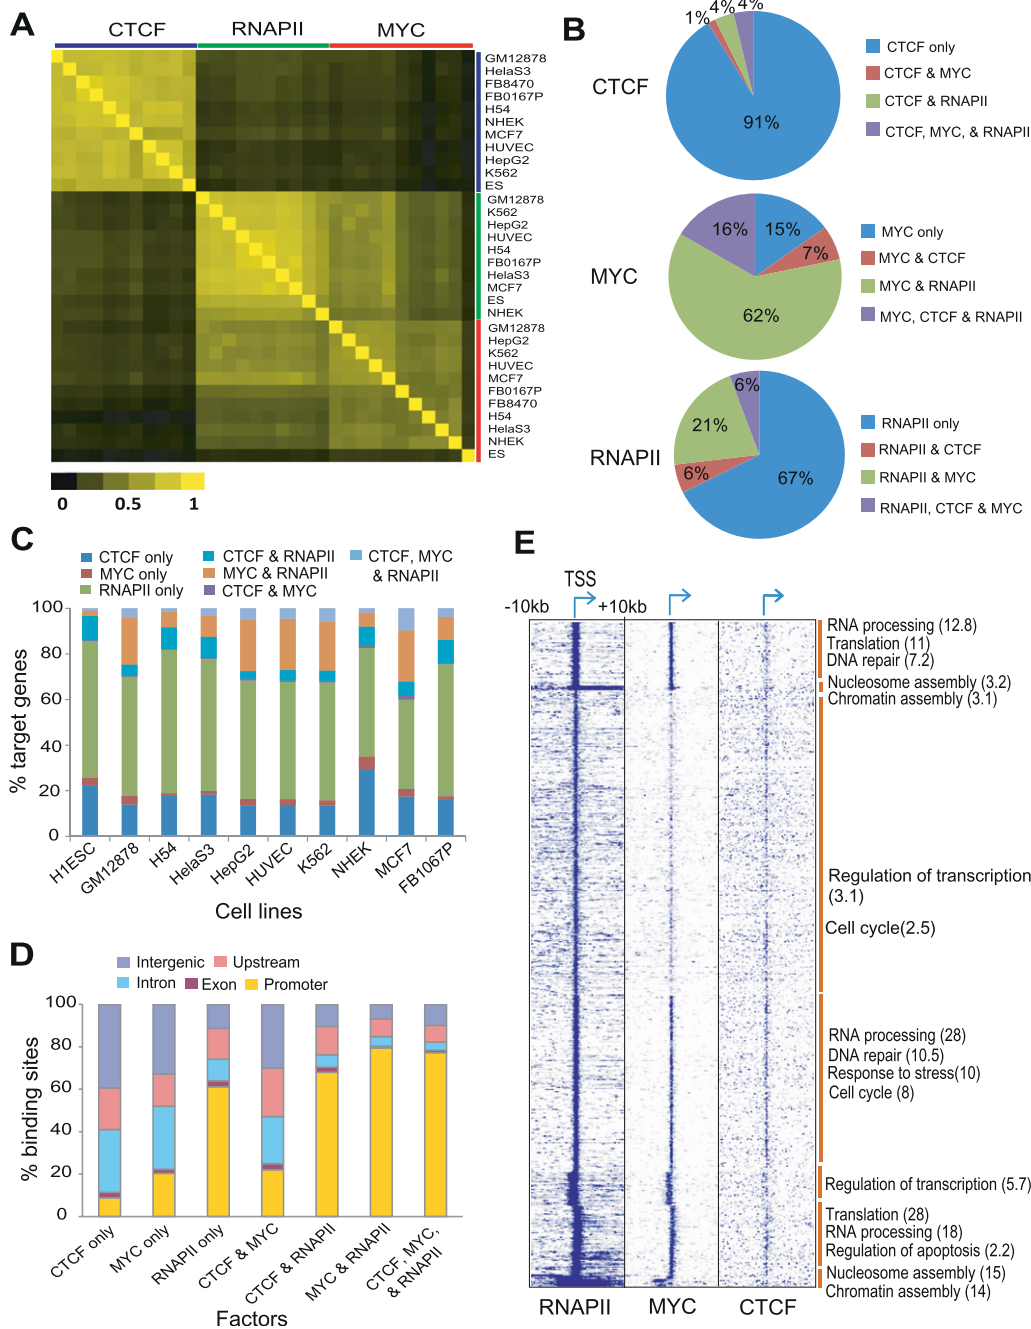 A
CTCF
RNAPII
MYC
GM12878
HelaS3
FB8470
FB0167P
H54
NHEK
MCF7
HUVEC
HepG2
K562
ES
GM12878
K562
HepG2
HUVEC
H54
FB0167P
HelaS3
MCF7
ES
NHEK
GM12878
HepG2
K562
HUVEC
MCF7
FB0167P
FB8470
H54
HelaS3
NHEK
ES
0 0.5 1
B
CTCF
1% 4% 4%
91%
CTCF only
CTCF & MYC
CTCF & RNAPII
CTCF, MYC, & RNAPII
MYC
16% 15%
7%
62%
MYC only
MYC & CTCF
MYC & RNAPII
MYC, CTCF & RNAPII
RNAPII
6%
21%
6%
67%
RNAPII only
RNAPII & CTCF
RNAPII & MYC
RNAPII, CTCF & MYC
C
CTCF only
MYC only
RNAPII only
CTCF & RNAPII
MYC & RNAPII
CTCF & MYC
CTCF, MYC
& RNAPII
% target genes
100
80
60
40
20
0
H1ESC
GM12878
H54
HelaS3
HepG2
HUVEC
K562
NHEK
MCF7
FB1067P
Cell lines
D
Intergenic
Upstream
Intron
Exon
Promoter
% binding sites
100
80
60
40
20
0
CTCF only
MYC only
RNAPII only
CTCF & MYC
CTCF & RNAPII
MYC & RNAPII
CTCF, MYC,
& RNAPII
Factors
E
TSS
-10kb
+10kb
RNA processing (12.8)
Translation (11)
DNA repair (7.2)
Nucleosome assembly (3.2)
Chromatin assembly (3.1)
Regulation of transcription
(3.1)
Cell cycle(2.5)
RNA processing (28)
DNA repair (10.5)
Response to stress(10)
Cell cycle (8)
Regulation of transcription (5.7)
Translation (28)
RNA processing (18)
Regulation of apoptosis (2.2)
Nucleosome assembly (15)
Chromatin assembly (14)
RNAPII
MYC
CTCF